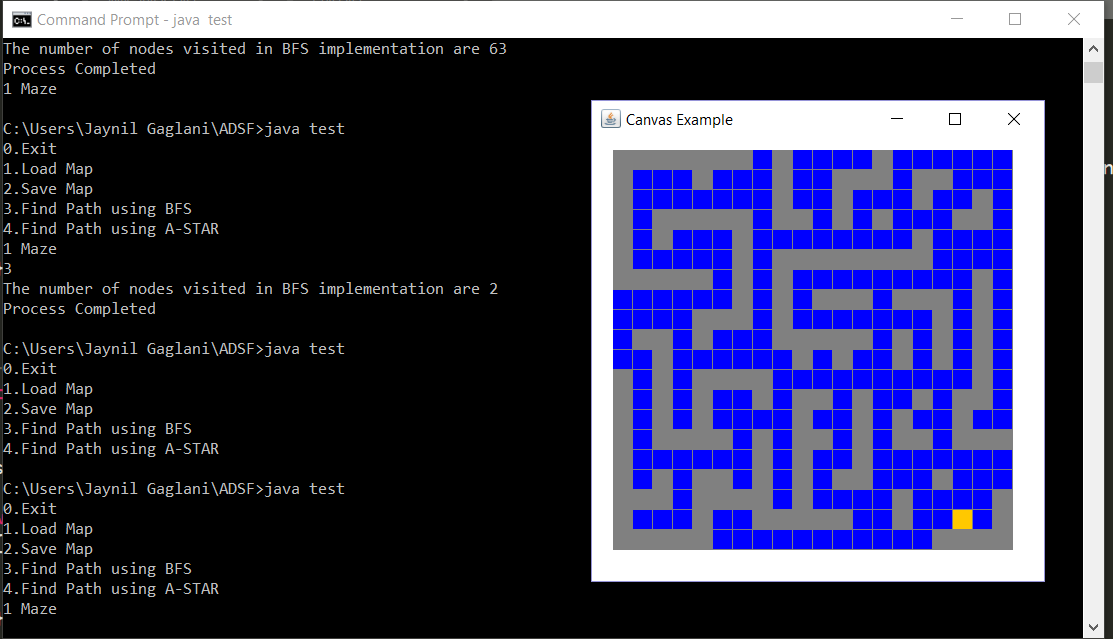 Command Prompt - java  test
The number of nodes visited in BFS implementation are 63
Process Completed
1 Maze
C:\Users\Jaynil Gaglani\ADSF>java test
0.Exit
1.Load Map
2.Save Map
3.Find Path using BFS
4.Find Path using A-STAR
1 Maze
3
The number of nodes visited in BFS implementation are 2
Process Completed
C:\Users\Jaynil Gaglani\ADSF>java test
0.Exit
1.Load Map
2.Save Map
3.Find Path using BFS
4.Find Path using A-STAR
C:\Users\Jaynil Gaglani\ADSF>java test
0.Exit
1.Load Map
2.Save Map
3.Find Path using BFS
4.Find Path using A-STAR
1 Maze
Canvas Example